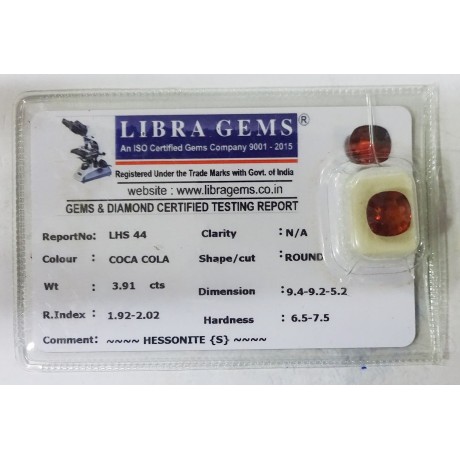 LIBRA GEMS ®
An ISO Certified Gems Company 9001 - 2015
Registered Under the Trade Marks with Govt. of India
website : www.libragems.co.in
GEMS & DIAMOND CERTIFIED TESTING REPORT
ReportNo: LHS 44 Clarity : N/A
Colour : COCA COLA Shape/cut : ROUND
Wt : 3.91 cts Dimension : 9.4-9.2-5.2
R.Index : 1.92-2.02 Hardness : 6.5-7.5
Comment: ~~~~ HESSONITE {S} ~~~~